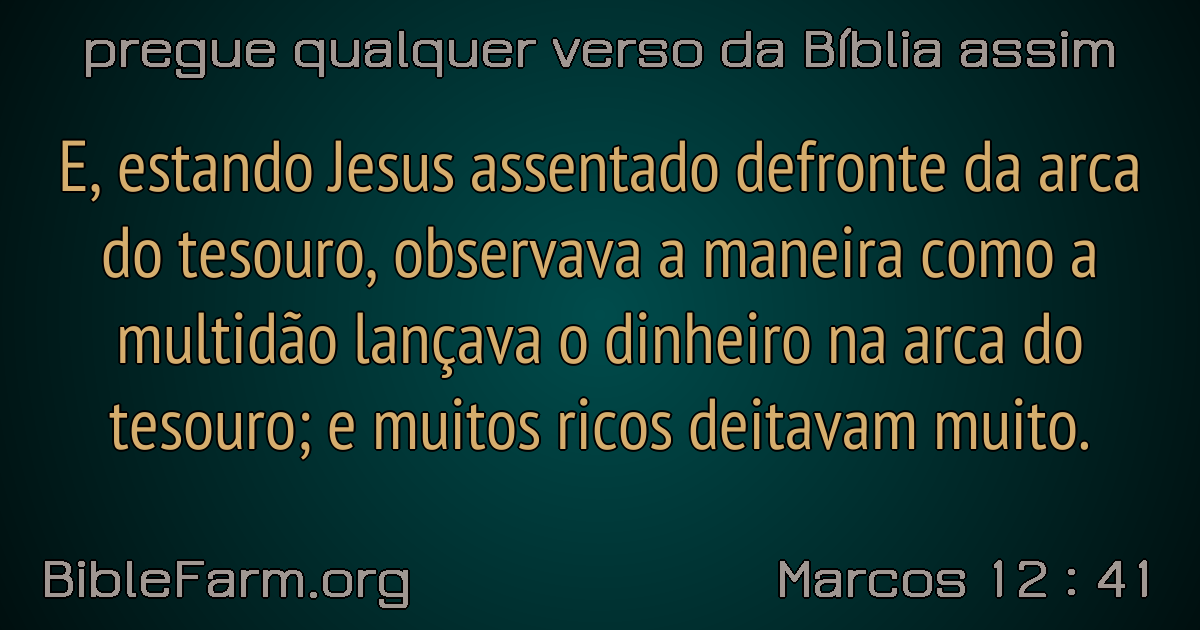 pregue qualquer verso da Bíblia assim
E, estando Jesus assentado defronte da arca
do tesouro, observava a maneira como a
multidão lançava o dinheiro na arca do
tesouro; e muitos ricos deitavam muito.
BibleFarm.org
Marcos 12 : 41